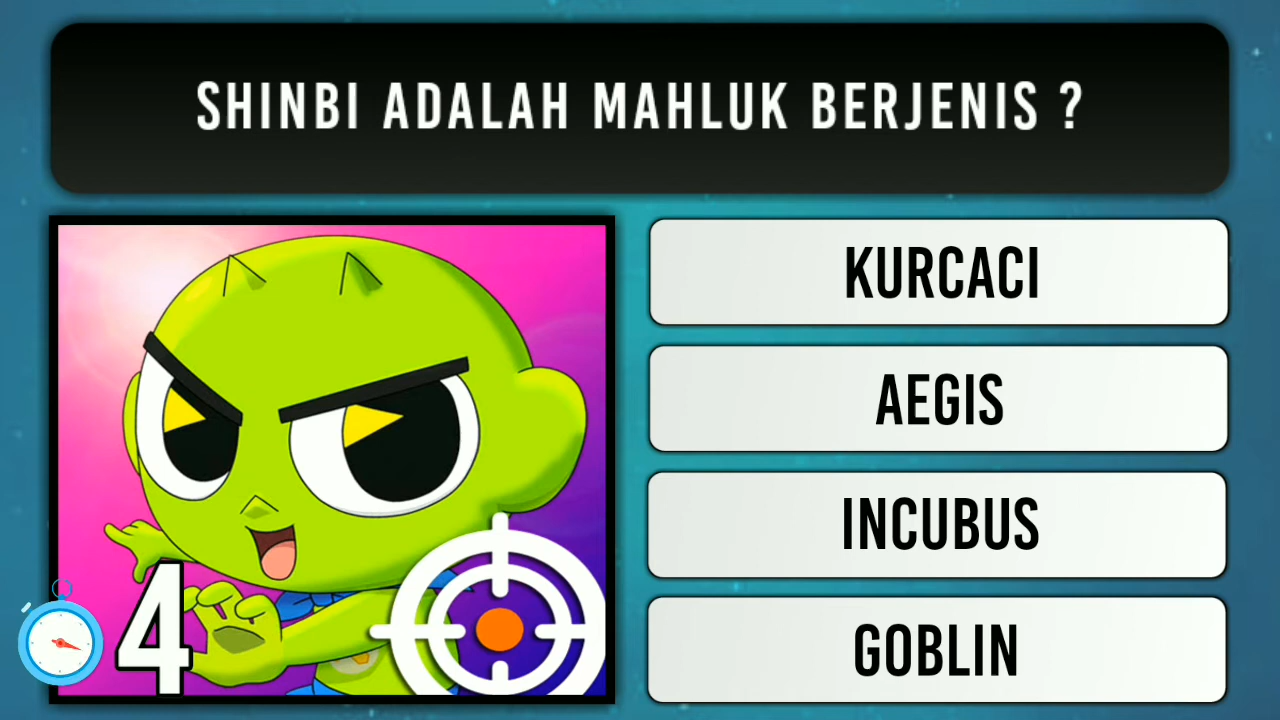 SHINBI ADALAH MAHLUK BERJENIS ?
KURCACI
AEGIS
INCUBUS
GOBLIN
4